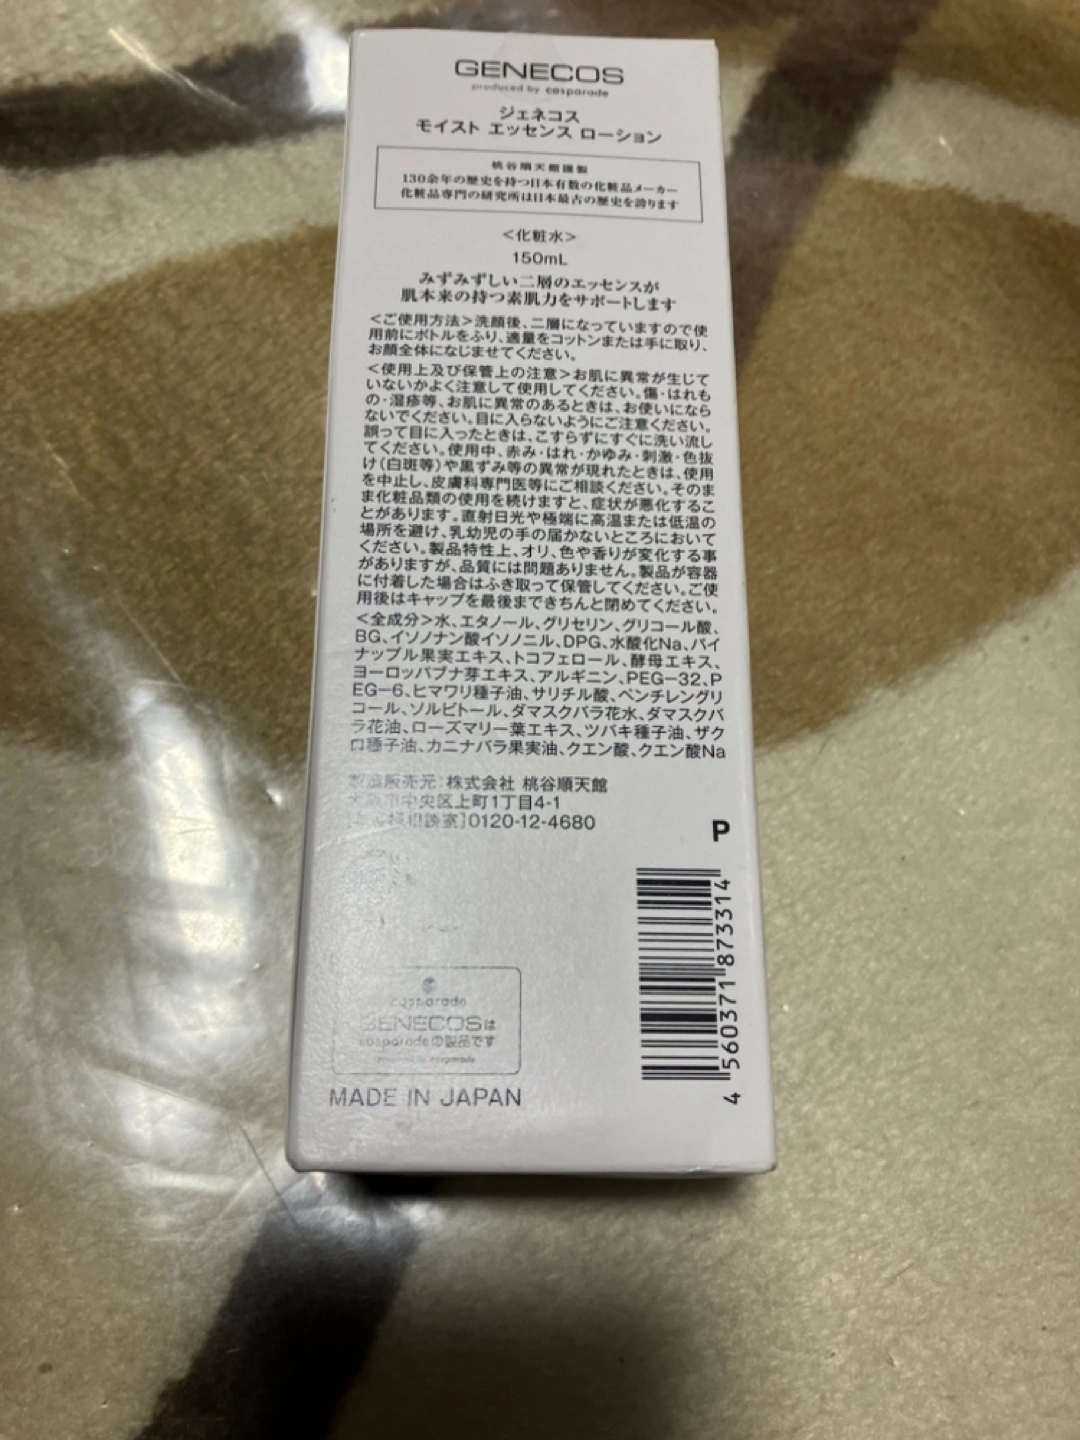 GENECOS
produced by cosparade
ジェネコス
モイスト エッセンス ローション
桃谷順天館謹製
130余年の歴史を持つ日本有数の化粧品メーカー
化粧品専門の研究所は日本最古の歴史を誇ります
<化粧水>
150mL
みずみずしい二層のエッセンスが
肌本来の持つ素肌力をサポートします
<ご使用方法>洗顔後、二層になっていますので使
用前にボトルをふり、適量をコットンまたは手に取り、
お顔全体になじませてください。
<使用上及び保管上の注意>お肌に異常が生じて
いないかよく注意して使用してください。傷・はれも
の・湿疹等、お肌に異常のあるときは、お使いになら
ないでください。目に入らないようにご注意ください。
誤って目に入ったときは、こすらずにすぐに洗い流し
てください。使用中、赤み・はれ・かゆみ・刺激・色抜
け(白斑等)や黒ずみ等の異常が現れたときは、使用
を中止し、皮膚科専門医等にご相談ください。そのま
ま化粧品類の使用を続けますと、症状が悪化するこ
とがあります。直射日光や極端に高温または低温の
場所を避け、乳幼児の手の届かないところにおいて
ください。製品特性上、オリ、色や香りが変化する事
がありますが、品質には問題ありません。製品が容器
に付着した場合はふき取って保管してください。ご使
用後はキャップを最後まできちんと閉めてください。
<全成分>水、エタノール、グリセリン、グリコール酸、
BG、イソノナン酸イソノニル、DPG、水酸化Na、パイ
ナップル果実エキス、トコフェロール、酵母エキス、
ヨーロッパブナ芽エキス、アルギニン、PEG-32、P
EG-6、ヒマワリ種子油、サリチル酸、ペンチレングリ
コール、ソルビトール、ダマスクバラ花水、ダマスクバ
ラ花油、ローズマリー葉エキス、ツバキ種子油、ザク
ロ種子油、カニナバラ果実油、クエン酸、クエン酸Na
製造販売元:株式会社 桃谷順天館
大阪市中央区上町1丁目4-1
相談室]0120-12-4680
P
4 560371 873314
cosparade
GENECOSは
cosparadeの製品です
MADE IN JAPAN